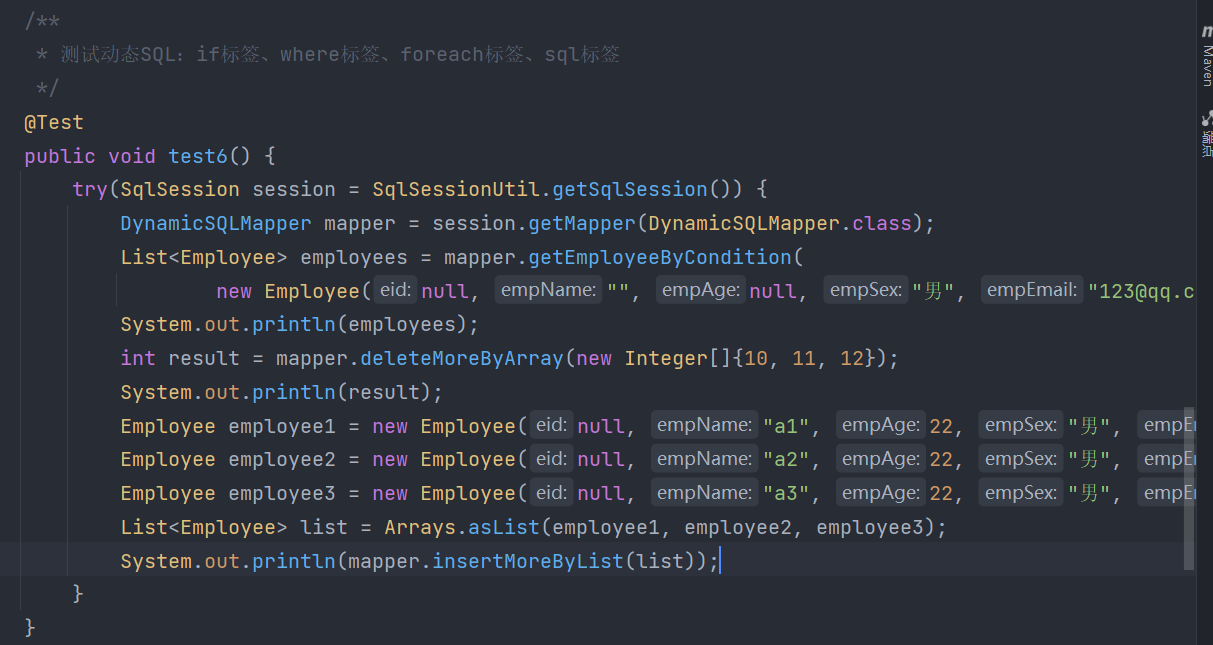 /**
 * 测试动态SQL：if标签、where标签、foreach标签、sql标签
 */
@Test
public void test6() {
    try(SqlSession session = SqlSessionUtil.getSqlSession()) {
        DynamicSQLMapper mapper = session.getMapper(DynamicSQLMapper.class);
        List<Employee> employees = mapper.getEmployeeByCondition(
                new Employee( eid: null, empName: "", empAge: null, empSex: "男", empEmail: "123@qq.c
        System.out.println(employees);
        int result = mapper.deleteMoreByArray(new Integer[]{10, 11, 12});
        System.out.println(result);
        Employee employee1 = new Employee( eid: null, empName: "a1", empAge: 22, empSex: "男",
        Employee employee2 = new Employee( eid: null, empName: "a2", empAge: 22, empSex: "男",
        Employee employee3 = new Employee( eid: null, empName: "a3", empAge: 22, empSex: "男",
        List<Employee> list = Arrays.asList(employee1, employee2, employee3);
        System.out.println(mapper.insertMoreByList(list));
    }
}
Maven